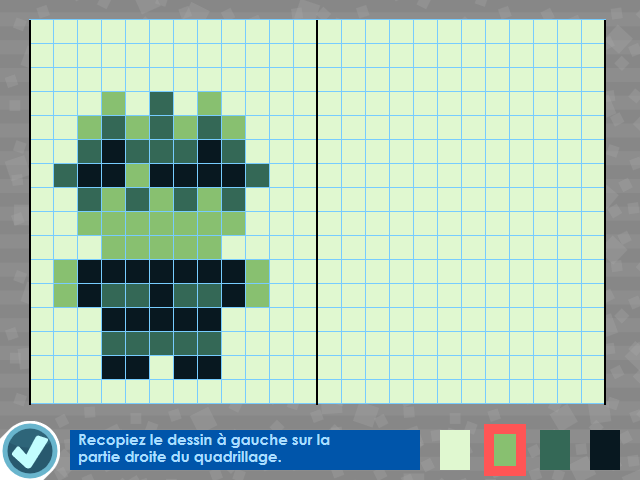 Recopiez le dessin à gauche sur la
partie droite du quadrillage.